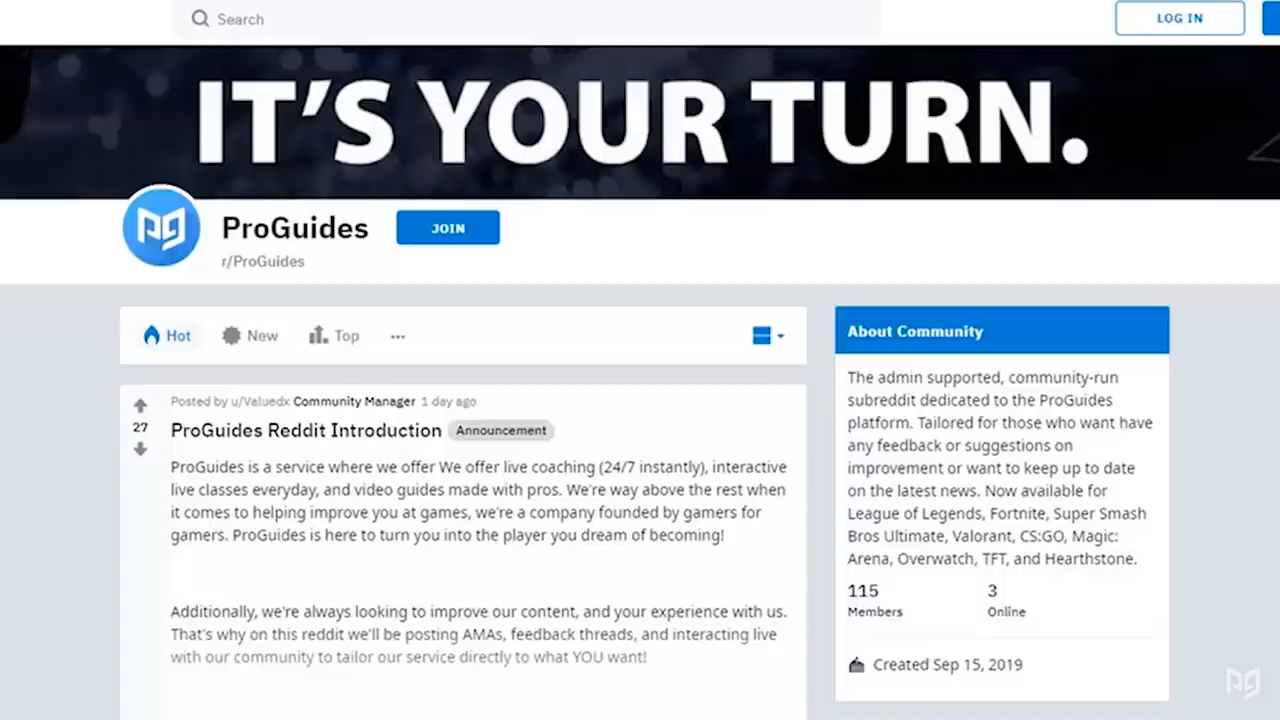 Search
LOG IN
IT'S YOUR TURN.
ProGuides
JOIN
r/ProGuides
Hot
New
Top
...
Posted by u/Valuedx Community Manager 1 day ago
27
ProGuides Reddit Introduction Announcement
ProGuides is a service where we offer We offer live coaching (24/7 instantly), interactive
live classes everyday, and video guides made with pros. We're way above the rest when
it comes to helping improve you at games, we're a company founded by gamers for
gamers. ProGuides is here to turn you into the player you dream of becoming!
Additionally, we're always looking to improve our content, and your experience with us.
That's why on this reddit we'll be posting AMAs, feedback threads, and interacting live
with our community to tailor our service directly to what YOU want!
About Community
The admin supported, community-run
subreddit dedicated to the ProGuides
platform. Tailored for those who want have
any feedback or suggestions on
improvement or want to keep up to date
on the latest news. Now available for
League of Legends, Fortnite, Super Smash
Bros Ultimate, Valorant, CS:GO, Magic:
Arena, Overwatch, TFT, and Hearthstone.
115
Members
3
Online
Created Sep 15, 2019